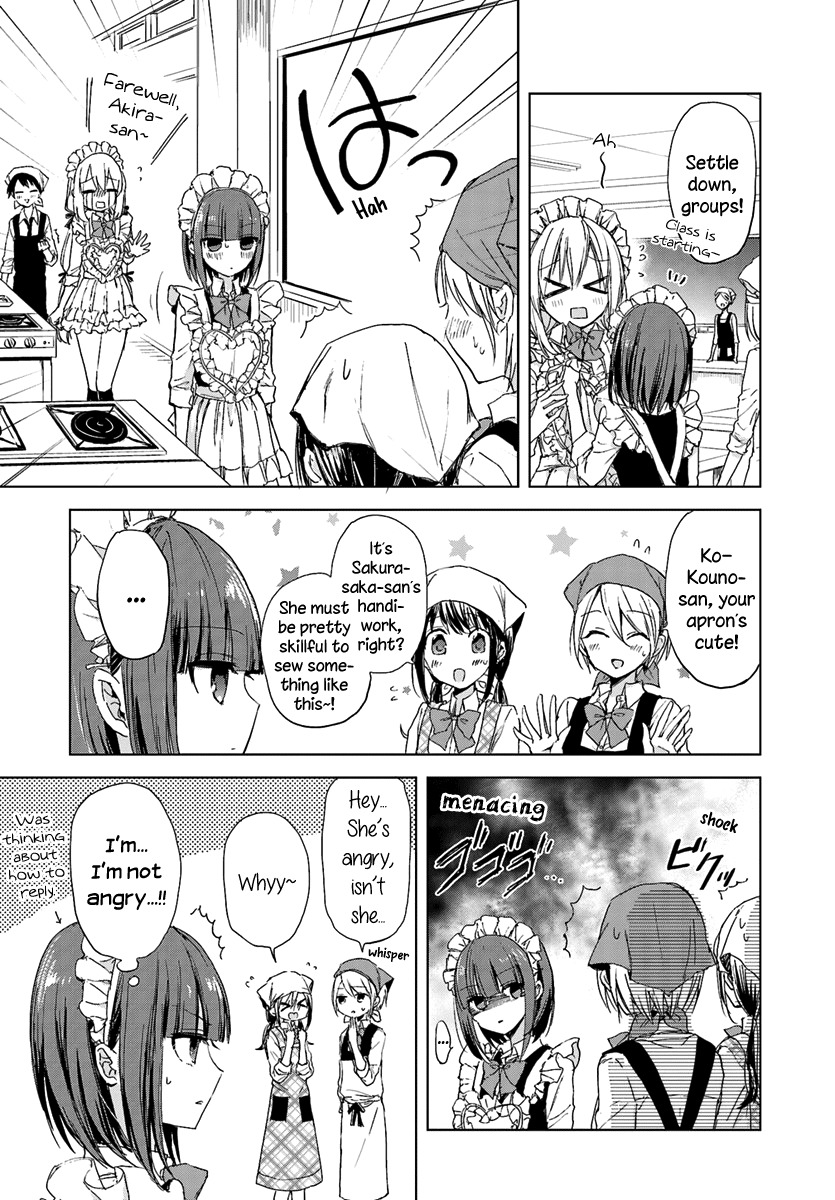 Settle
down,
groups!
Class is
starting~
Ah
はっ
Hah
Farewell,
Akira-
san~
Ko-
Kouno-
san, your
apron's
cute!
It's
Sakura-
saka-san's
handi-
work,
right?
She must
be pretty
skillful to
sew some-
thing like
this~!
...
shock
ビクッ
menacing
ゴゴゴ...
...
Hey...
She's
angry,
isn't
she...
whisper
Whyy~
I'm...
I'm not
angry...!!
Was
thinking
about
how to
reply